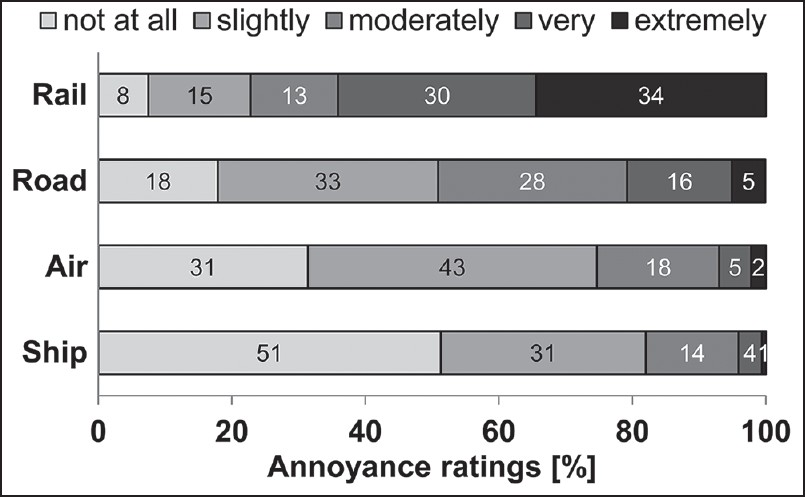 not at all slightly moderately very extremely
Rail 8 15 13 30 34
Road 18 33 28 16 5
Air 31 43 18 5 2
Ship 51 31 14 4 1
0 20 40 60 80 100
Annoyance ratings [%]